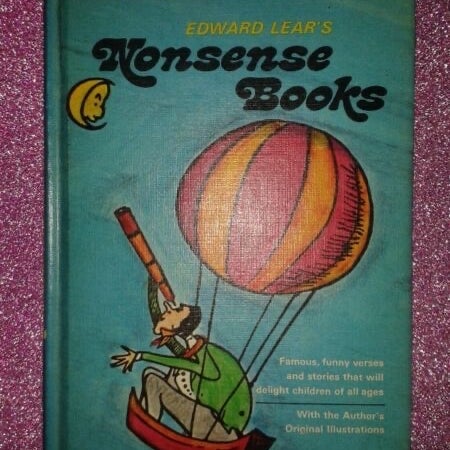 EDWARD LEAR'S
Nonsense
Books
Famous, funny verses
and stories that will
delight children of all ages
With the Author's
Original Illustrations